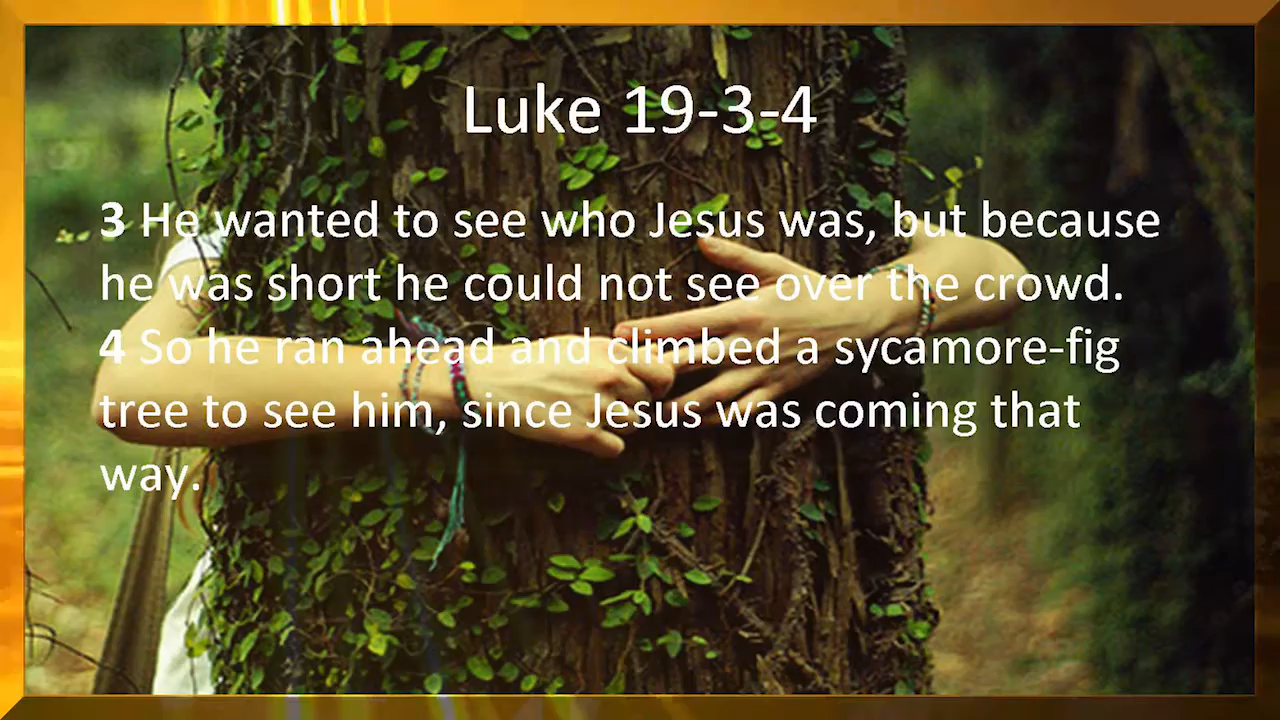 Luke 19-3-4
3 He wanted to see who Jesus was, but because
he was short he could not see over the crowd.
4 So he ran ahead and climbed a sycamore-fig
tree to see him, since Jesus was coming that
way.